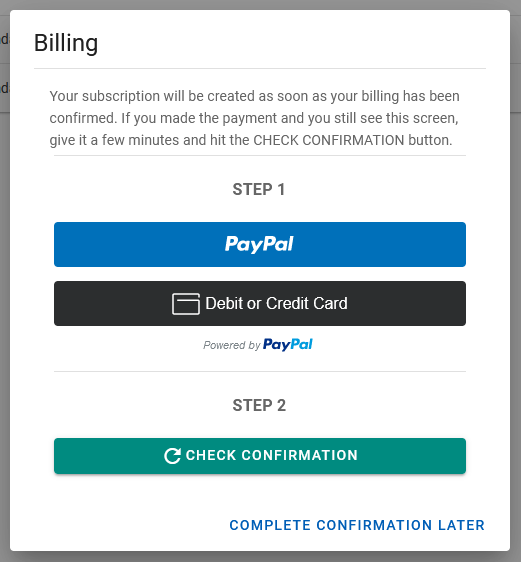 Billing
Your subscription will be created as soon as your billing has been
confirmed. If you made the payment and you still see this screen,
give it a few minutes and hit the CHECK CONFIRMATION button.
STEP 1
PayPal
Debit or Credit Card
Powered by PayPal
STEP 2
CHECK CONFIRMATION
COMPLETE CONFIRMATION LATER